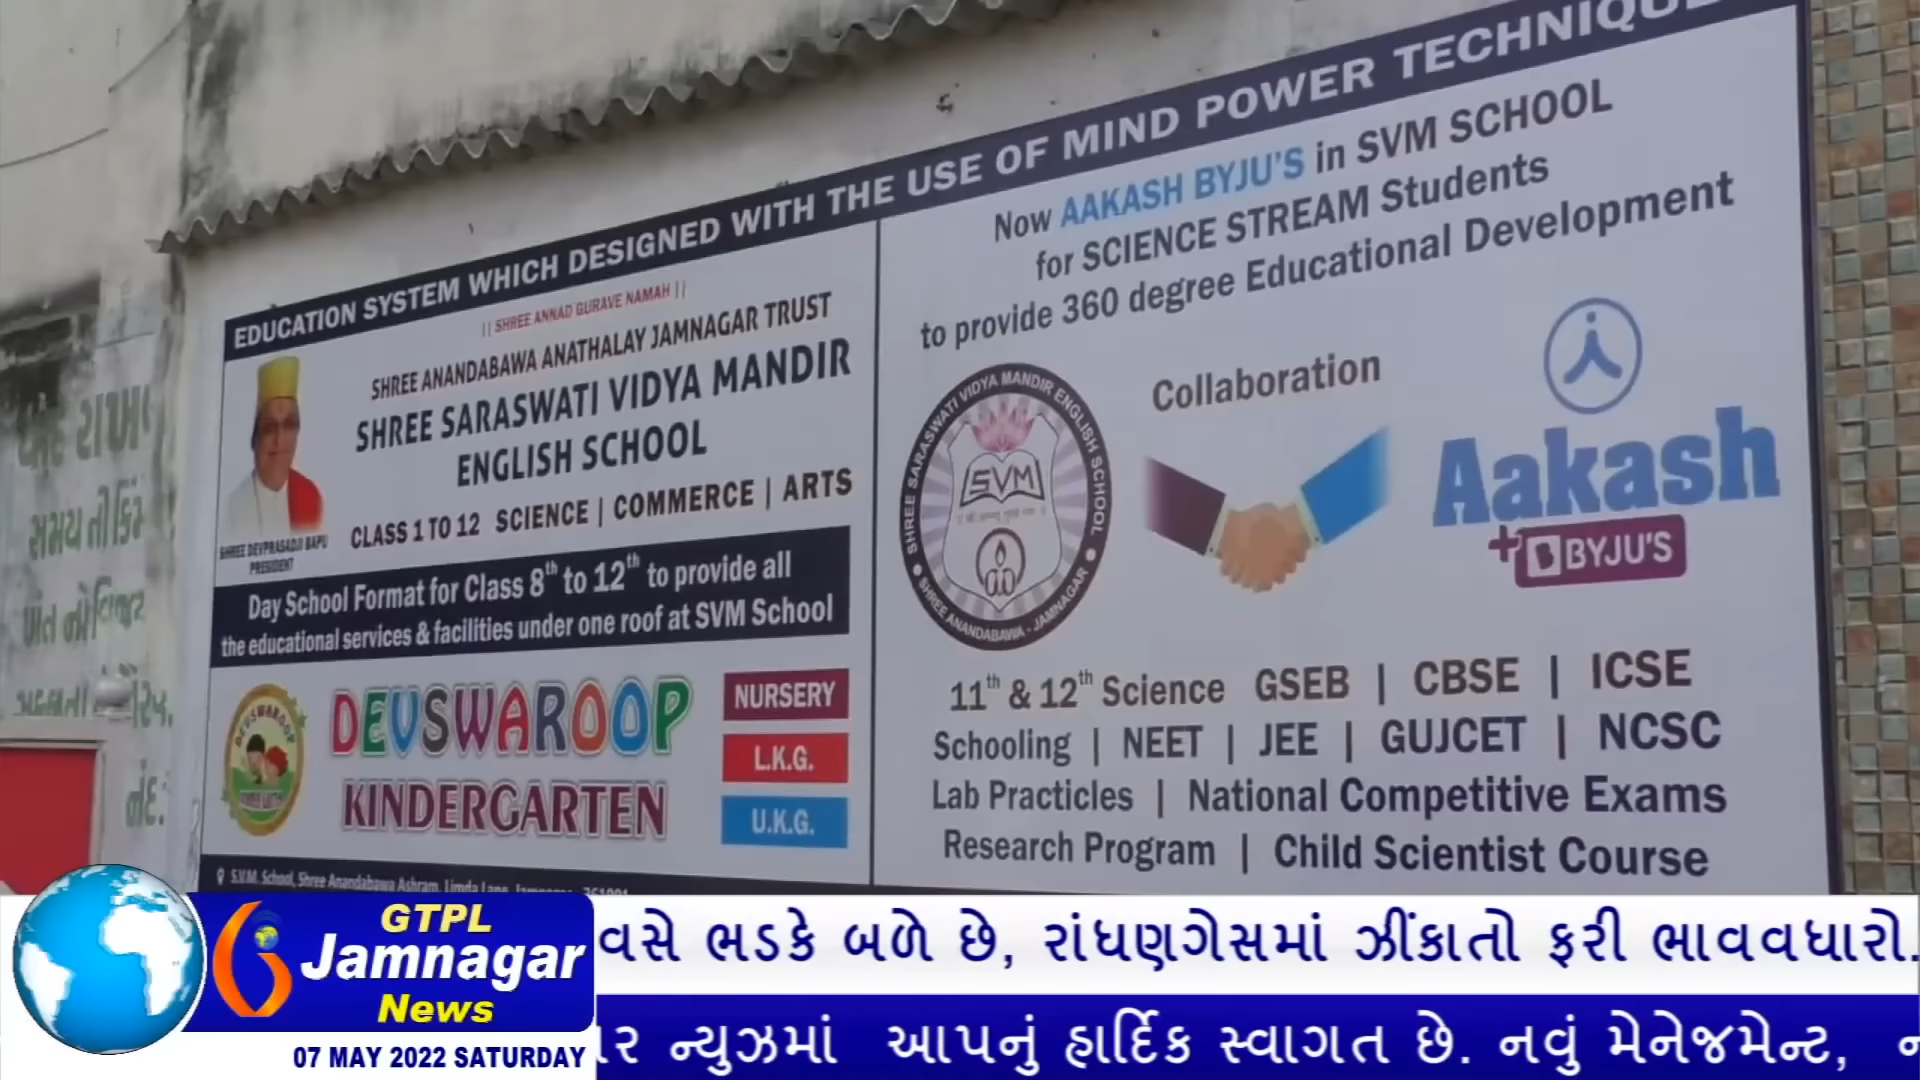 EDUCATION SYSTEM WHICH DESIGNED WITH THE USE OF MIND POWER TECHNIQU
|| SHREE ANNAD GURAVE NAMAH ||
SHREE ANANDABAWA ANATHALAY JAMNAGAR TRUST
SHREE SARASWATI VIDYA MANDIR
ENGLISH SCHOOL
CLASS 1 TO 12 SCIENCE | COMMERCE | ARTS
SHREE DEVPRASADJI BAPU
PRESIDENT
Day School Format for Class 8th to 12th to provide all
the educational services & facilities under one roof at SVM School
DEVSWAROOP
DEVSWAROOP
KINDERGARTEN
NURSERY
L.K.G.
U.K.G.
S.V.M. School, Shree Anandabawa Ashram, Limda Lane,
Now AAKASH BYJU'S in SVM SCHOOL
for SCIENCE STREAM Students
to provide 360 degree Educational Development
SHREE SARASWATI VIDYA MANDIR ENGLISH SCHOOL
SVM
SHREE ANANDABAWA - JAMNAGAR
Collaboration
Aakash
+ B BYJU'S
11th & 12th Science GSEB | CBSE | ICSE
Schooling | NEET | JEE | GUJCET | NCSC
Lab Practicles | National Competitive Exams
Research Program | Child Scientist Course
GTPL
Jamnagar
News
07 MAY 2022 SATURDAY
વસે ભડકે બળે છે, રાંધણગેસમાં ઝીંકાતો ફરી ભાવવધારો.
ાર ન્યુઝમાં આપનું હાર્દિક સ્વાગત છે. નવું મેનેજમેન્ટ, ન